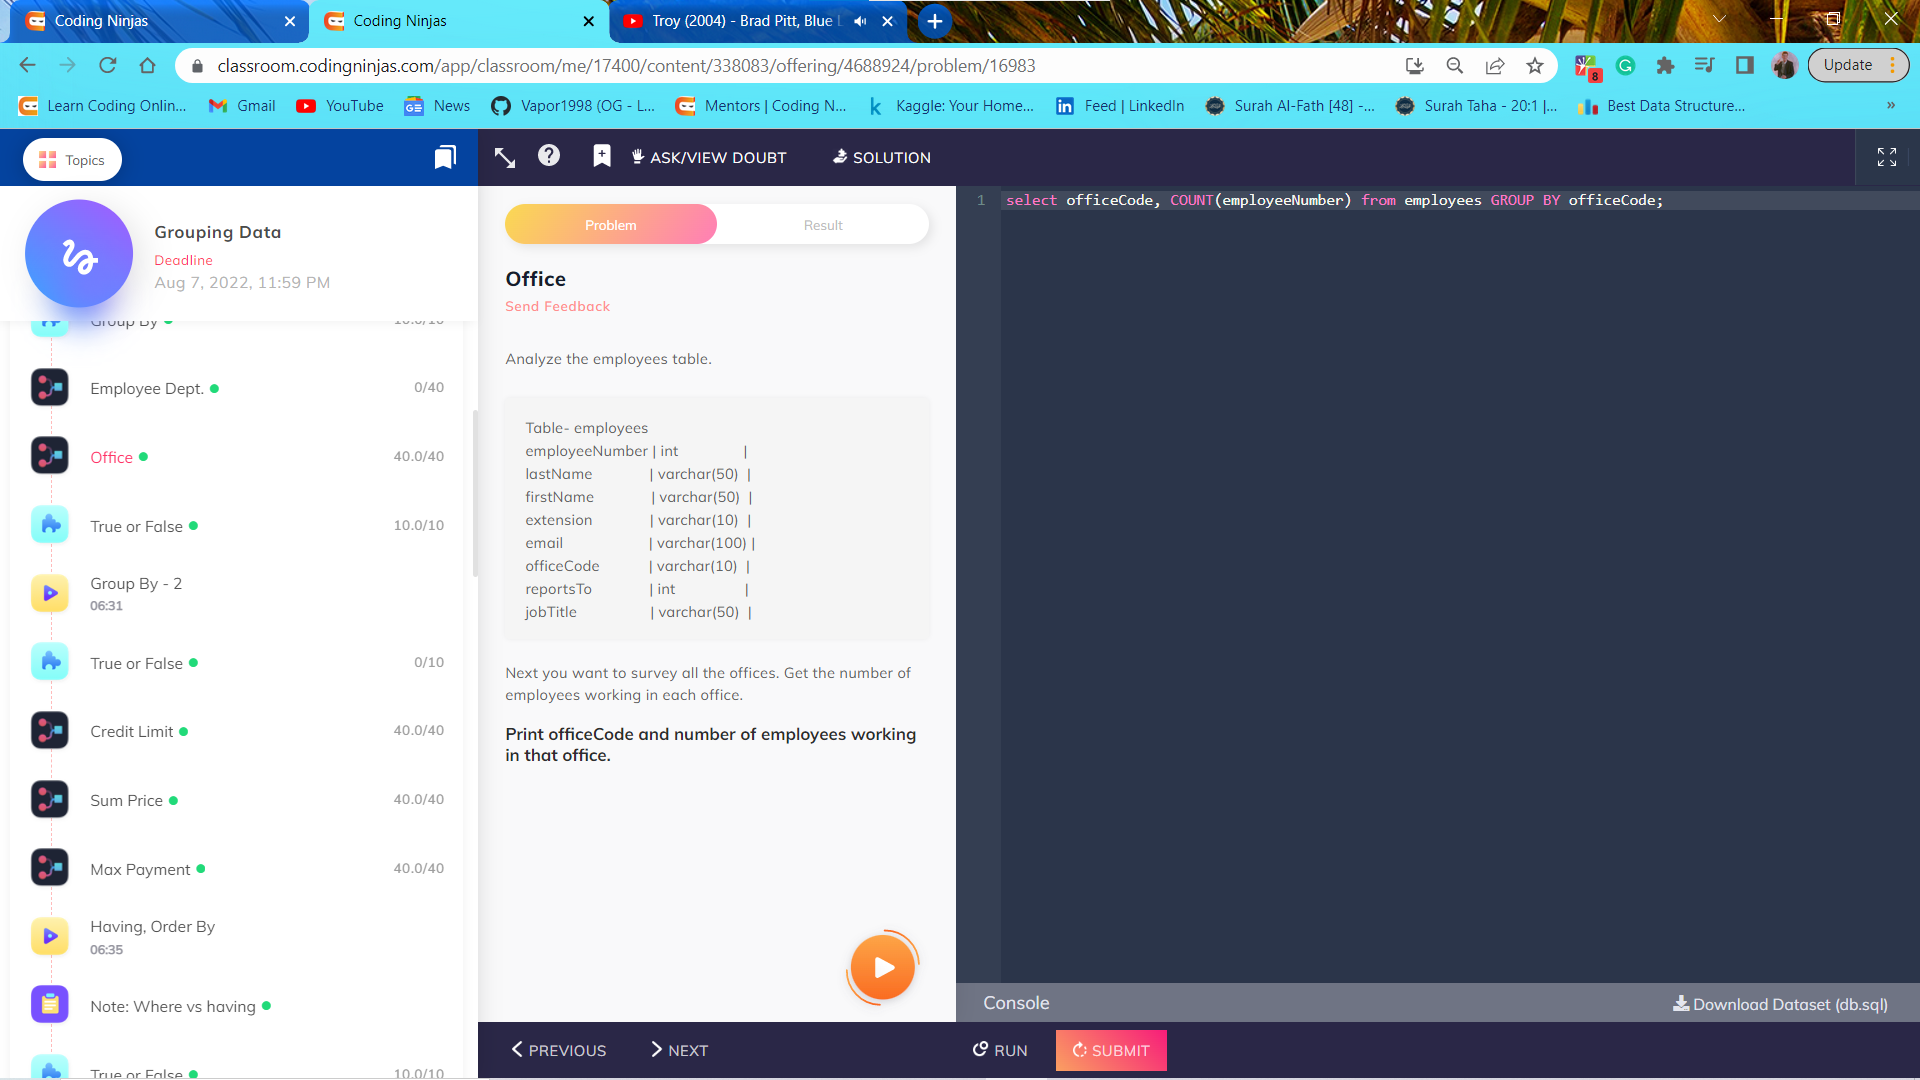 Coding Ninjas
Coding Ninjas
Troy (2004) - Brad Pitt, Blue
classroom.codingninjas.com/app/classroom/me/17400/content/338083/offering/4688924/problem/16983
8
Update
Learn Coding Onlin...
Gmail
YouTube
News
Vapor1998 (OG - L...
Mentors | Coding N...
Kaggle: Your Home...
Feed | LinkedIn
Surah Al-Fath [48] -...
Surah Taha - 20:1 |...
Best Data Structure...
»
Topics
ASK/VIEW DOUBT
SOLUTION
Grouping Data
Deadline
Aug 7, 2022, 11:59 PM
Group By 10.0/10
Employee Dept. 0/40
Office 40.0/40
True or False 10.0/10
Group By - 2
06:31
True or False 0/10
Credit Limit 40.0/40
Sum Price 40.0/40
Max Payment 40.0/40
Having, Order By
06:35
Note: Where vs having
True or False 10.0/10
Problem
Result
Office
Send Feedback
Analyze the employees table.
Table- employees
employeeNumber | int |
lastName | varchar(50) |
firstName | varchar(50) |
extension | varchar(10) |
email | varchar(100) |
officeCode | varchar(10) |
reportsTo | int |
jobTitle | varchar(50) |
Next you want to survey all the offices. Get the number of
employees working in each office.
Print officeCode and number of employees working
in that office.
1 select officeCode, COUNT(employeeNumber) from employees GROUP BY officeCode;
Console
Download Dataset (db.sql)
PREVIOUS
NEXT
RUN
SUBMIT